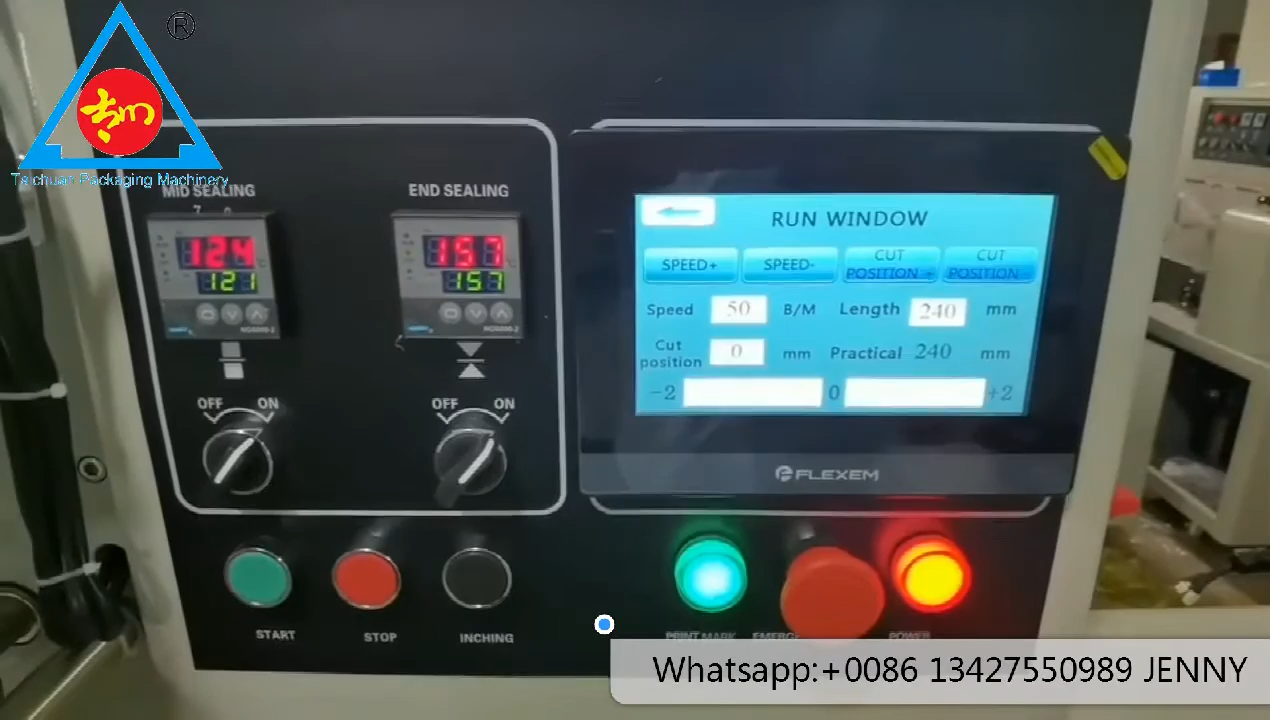 ®
Taichuan Packaging Machinery
MID SEALING
END SEALING
124
121
157
157
RUN WINDOW
SPEED+
SPEED-
CUT
POSITION +
CUT
POSITION -
Speed 50 B/M
Length 240 mm
Cut
position 0 mm
Practical 240 mm
-2 0 +2
OFF ON
OFF ON
FLEXEM
START
STOP
INCHING
PRINT MARK
POWER
Whatsapp:+0086 13427550989 JENNY